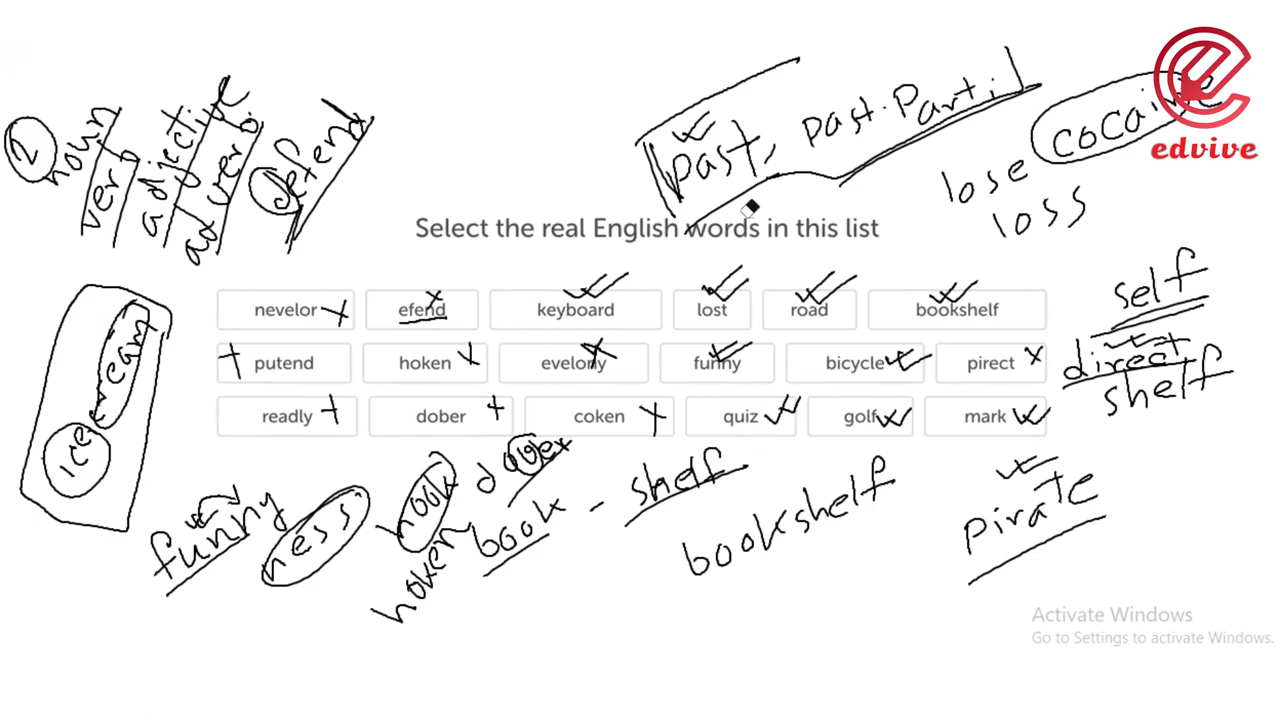 edvive
2
noun
verb
adjective
adverb
defend
past, past. Parti
cocaine
lose
loss
Select the real English words in this list
nevelor efend keyboard lost road bookshelf
putend hoken evelony funny bicycle pirect
readly dober coken quiz golf mark
self
direct
shelf
ice cream
funny
ness
hook
hoken
book - shelf
bookshelf
pirate
Activate Windows
Go to Settings to activate Windows.